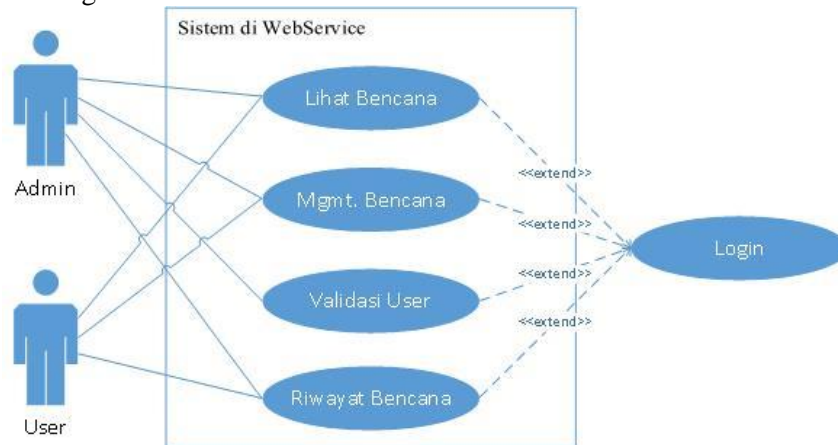 Sistem di WebService
Admin
User
Lihat Bencana
Mgmt. Bencana
Validasi User
Riwayat Bencana
<<extend>>
<<extend>>
<<extend>>
<<extend>>
Login